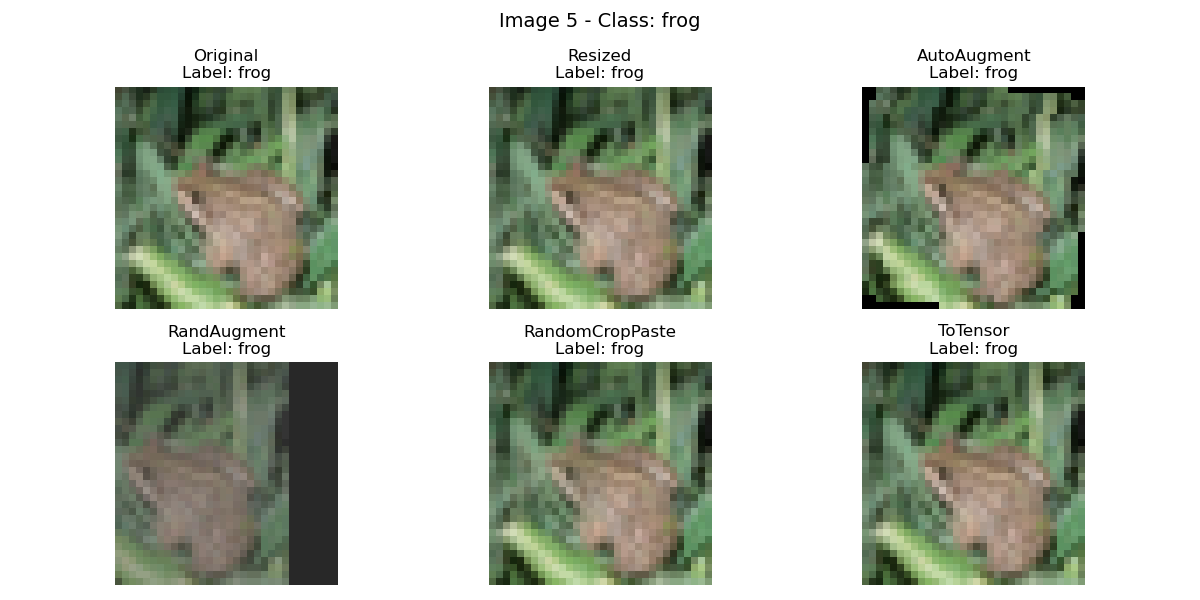 Image 5 - Class: frog
Original
Label: frog
Resized
Label: frog
AutoAugment
Label: frog
RandAugment
Label: frog
RandomCropPaste
Label: frog
ToTensor
Label: frog